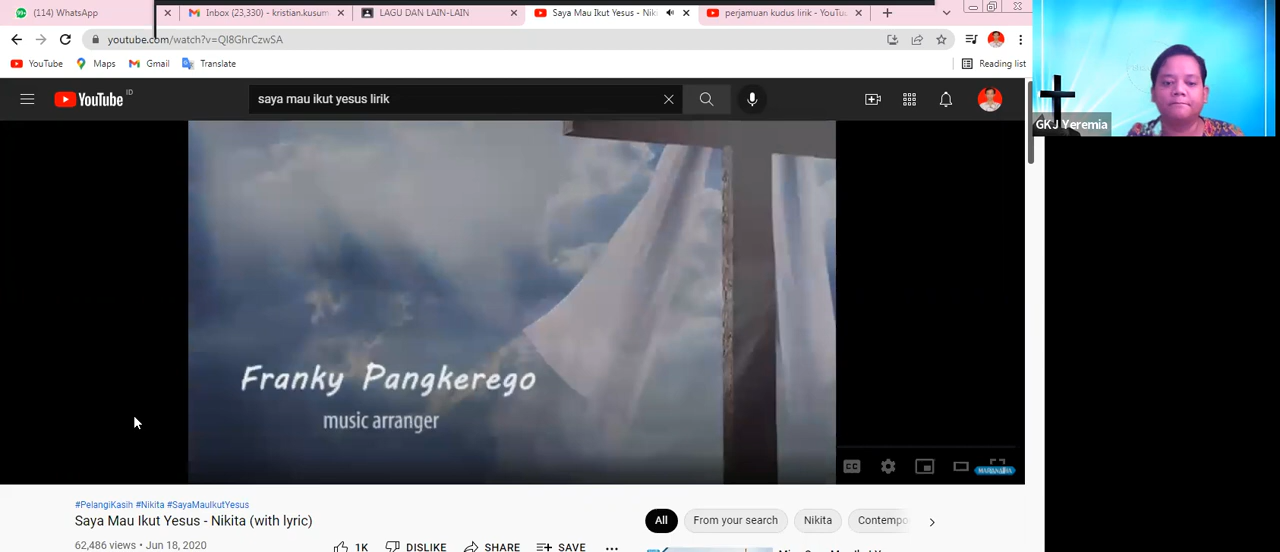 (114) WhatsApp
Inbox (23,330) - kristian.kusum
LAGU DAN LAIN-LAIN
Saya Mau Ikut Yesus - Nik
perjamuan kudus lirik - YouTu
youtube.com/watch?v=QI8GhrCzwSA
YouTube
Maps
Gmail
Translate
Reading list
YouTube ID
saya mau ikut yesus lirik
GKJ Yeremia
Franky Pangkerego
music arranger
#PelangiKasih #Nikita #SayaMauIkutYesus
Saya Mau Ikut Yesus - Nikita (with lyric)
62,486 views • Jun 18, 2020
1K
DISLIKE
SHARE
SAVE
All
From your search
Nikita
Contempo